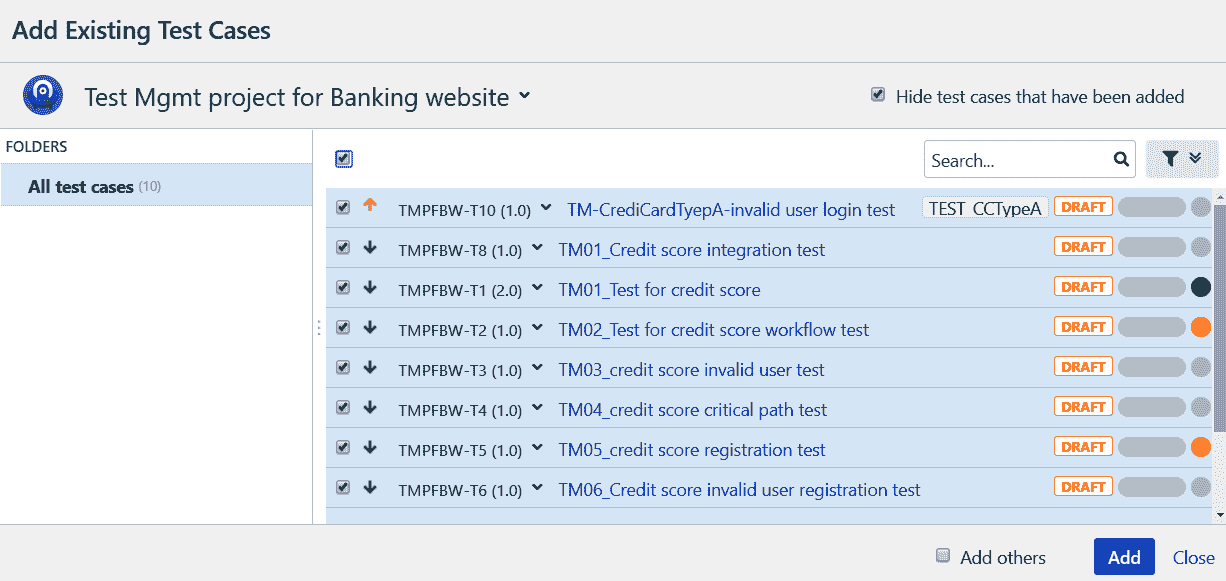 Add Existing Test Cases
Test Mgmt project for Banking website
Hide test cases that have been added
FOLDERS
All test cases (10)
Search...
TMPFBW-T10 (1.0) TM-CrediCardTyepA-invalid user login test TEST_CCTypeA DRAFT
TMPFBW-T8 (1.0) TM01_Credit score integration test DRAFT
TMPFBW-T1 (2.0) TM01_Test for credit score DRAFT
TMPFBW-T2 (1.0) TM02_Test for credit score workflow test DRAFT
TMPFBW-T3 (1.0) TM03_credit score invalid user test DRAFT
TMPFBW-T4 (1.0) TM04_credit score critical path test DRAFT
TMPFBW-T5 (1.0) TM05_credit score registration test DRAFT
TMPFBW-T6 (1.0) TM06_Credit score invalid user registration test DRAFT
Add others Add Close